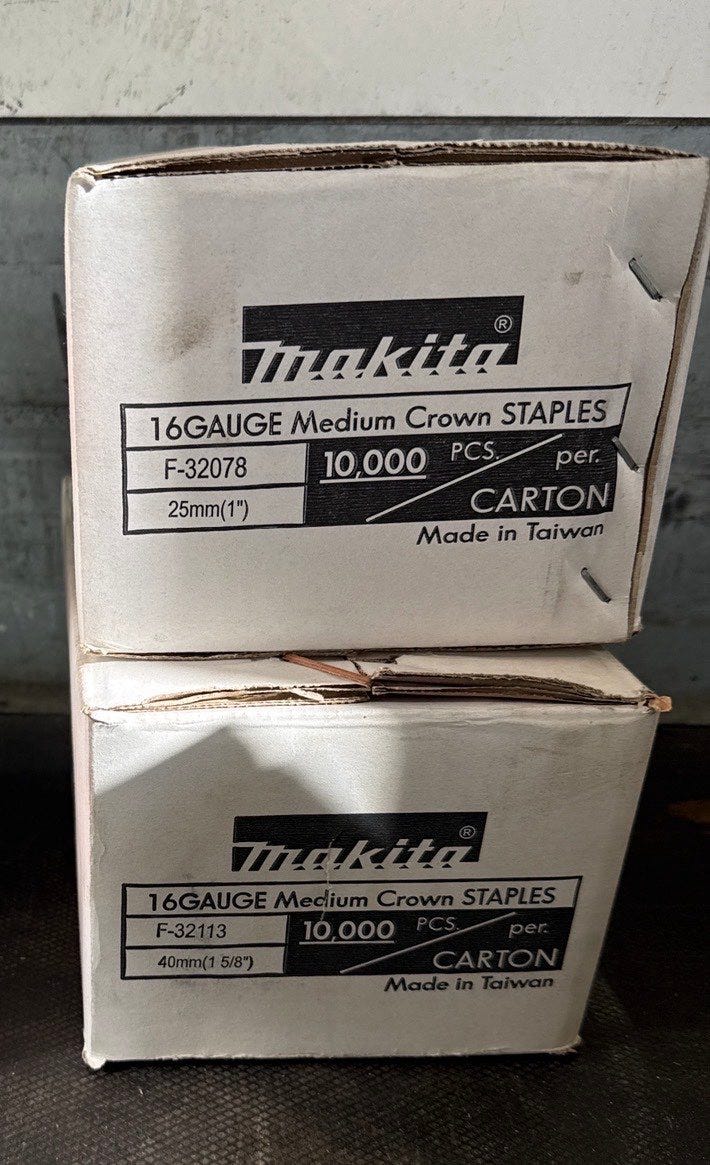 makita®
16GAUGE Medium Crown STAPLES
F-32078
25mm(1")
10,000 PCS. per.
CARTON
Made in Taiwan
makita®
16GAUGE Medium Crown STAPLES
F-32113
40mm(1 5/8")
10,000 PCS. per.
CARTON
Made in Taiwan